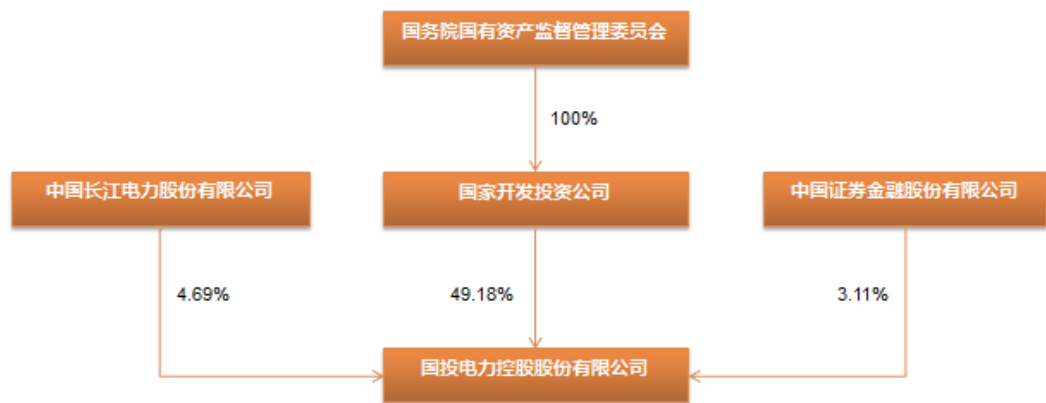 国务院国有资产监督管理委员会
100%
中国长江电力股份有限公司
国家开发投资公司
中国证券金融股份有限公司
4.69%
49.18%
3.11%
国投电力控股股份有限公司